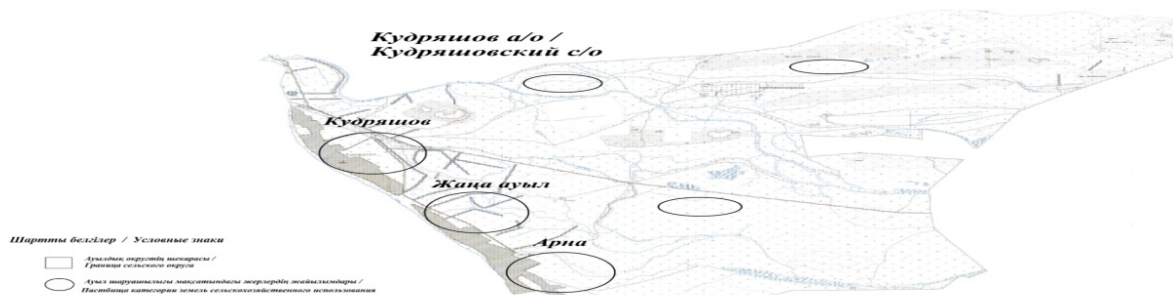 Кудряшов а/о /
Кудряшовский с/о
Кудряшов
Жаңа ауыл
Арна
Шартты белгілер / Условные знаки
Ауылдық округтің шекарасы /
Граница сельского округа
Ауыл шарушылығы мақсатындағы жерлердің жайылымдары /
Пастбища категории земель сельскохозяйственного использования